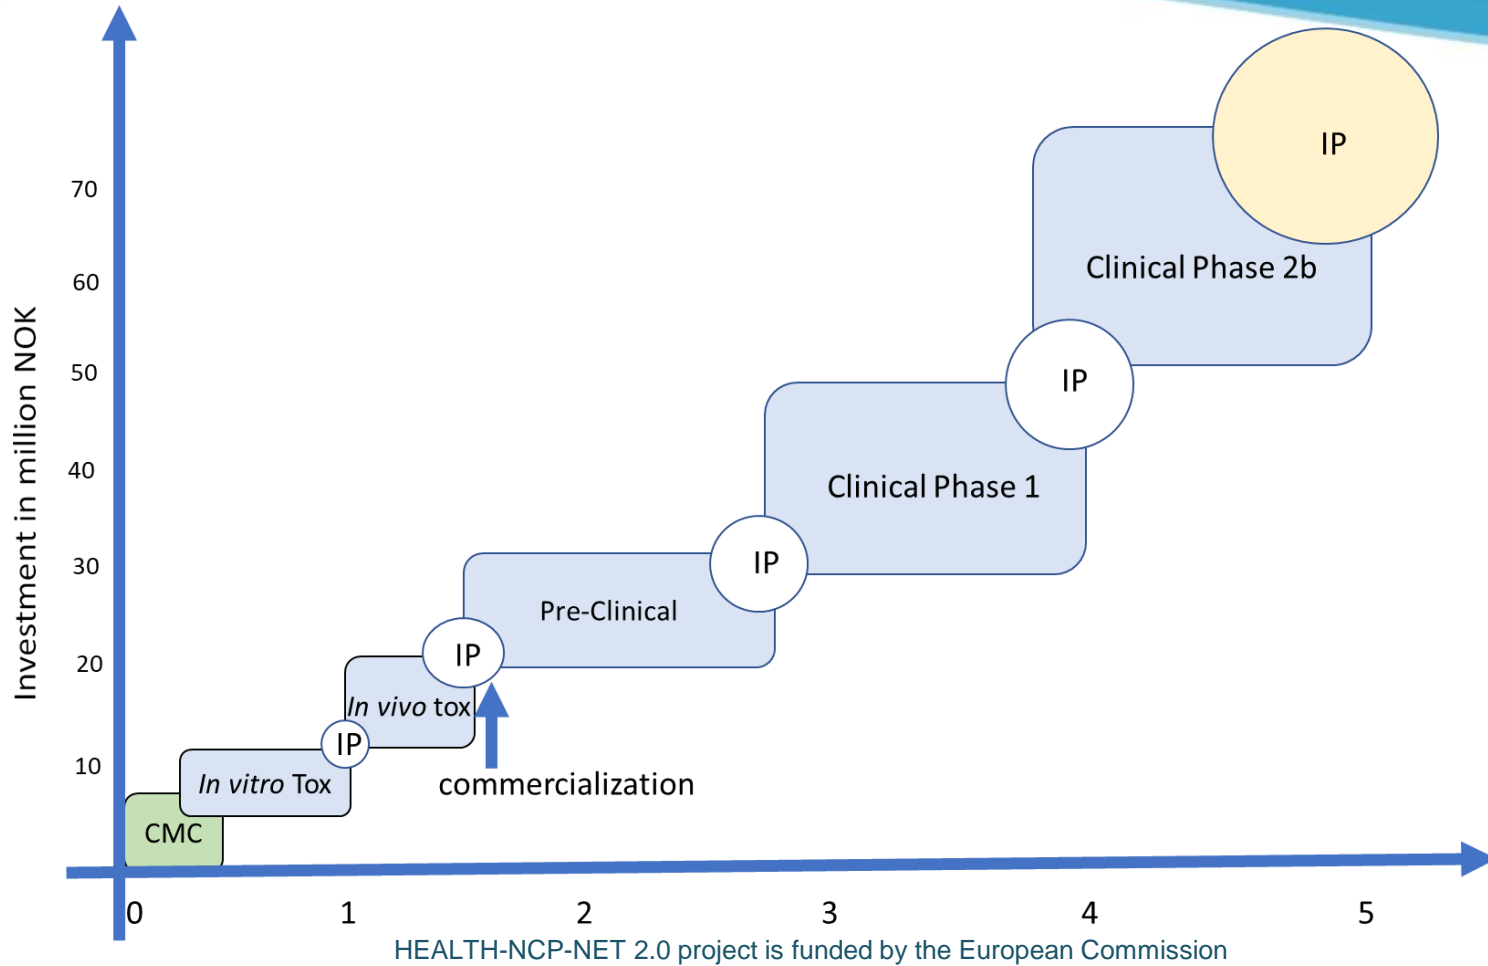 Investment in million NOK
70
60
50
40
30
20
10
IP
Clinical Phase 2b
IP
Clinical Phase 1
IP
Pre-Clinical
IP
In vivo tox
IP
commercialization
In vitro Tox
CMC
0 1 2 3 4 5
HEALTH-NCP-NET 2.0 project is funded by the European Commission